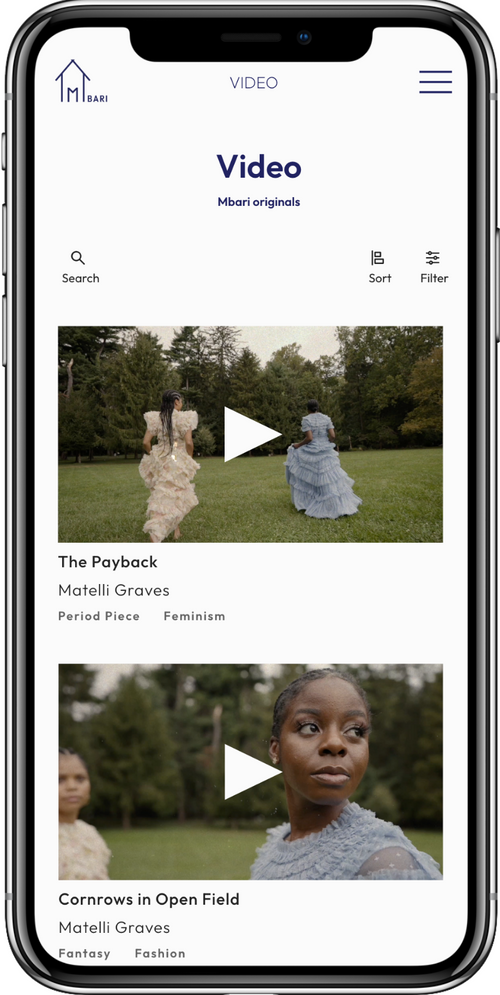 M BARI
VIDEO
Video
Mbari originals
Search
Sort
Filter
The Payback
Matelli Graves
Period Piece Feminism
Cornrows in Open Field
Matelli Graves
Fantasy Fashion